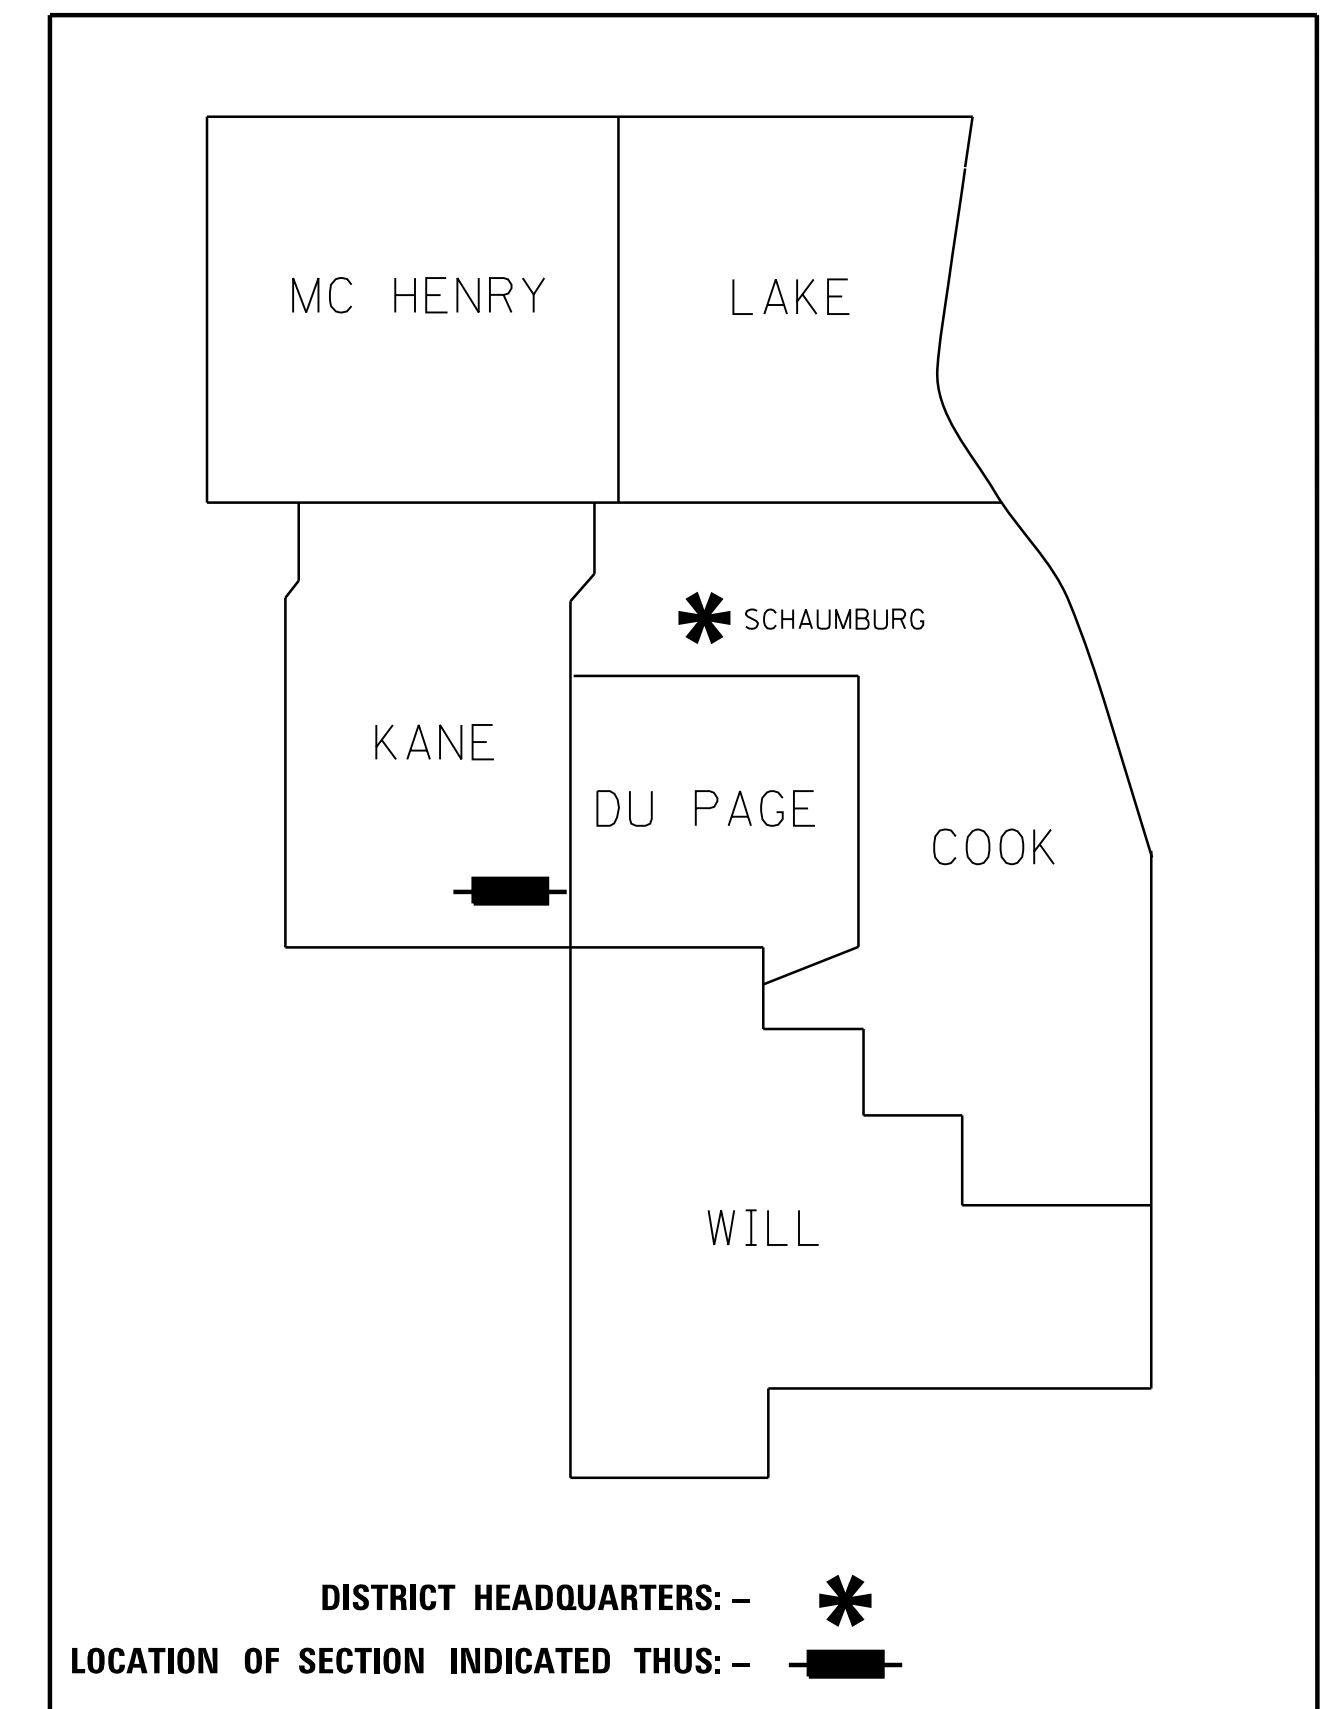 MC HENRY
LAKE
SCHAUMBURG
KANE
DU PAGE
COOK
WILL
DISTRICT HEADQUARTERS: –
LOCATION OF SECTION INDICATED THUS: –